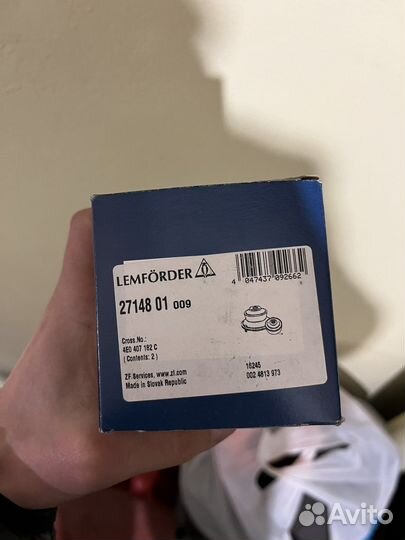 LEMFÖRDER
4 047437 092662
27148 01 009
Cross.No.:
4E0 407 182 C
( Contents: 2 )
ZF Services, www.zf.com
Made in Slovak Republic
16245
002 4813 973
Avito